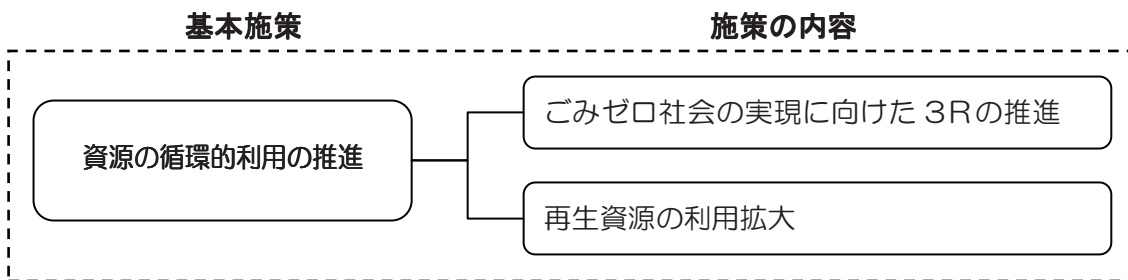 基本施策
施策の内容
資源の循環的利用の推進
ごみゼロ社会の実現に向けた３Ｒの推進
再生資源の利用拡大